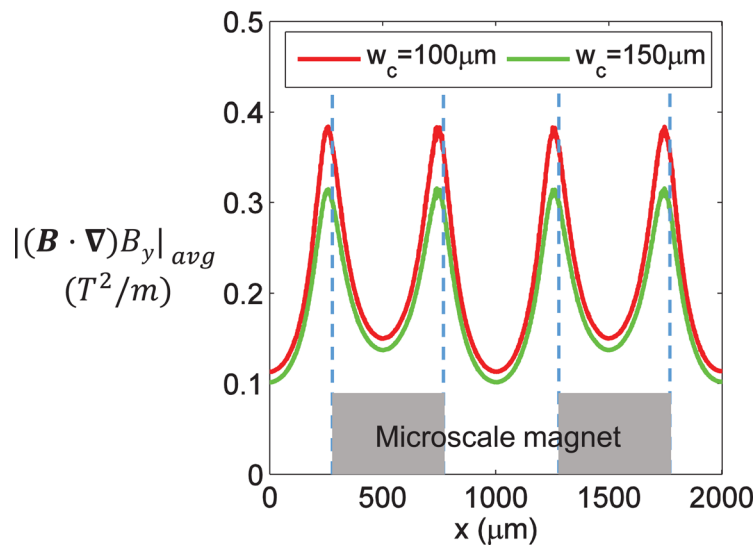 0.5
w_c=100μm w_c=150μm
0.4
0.3
|(B · ∇)B_y|_avg
(T²/m)
0.2
0.1
Microscale magnet
0
0 500 1000 1500 2000
x (μm)